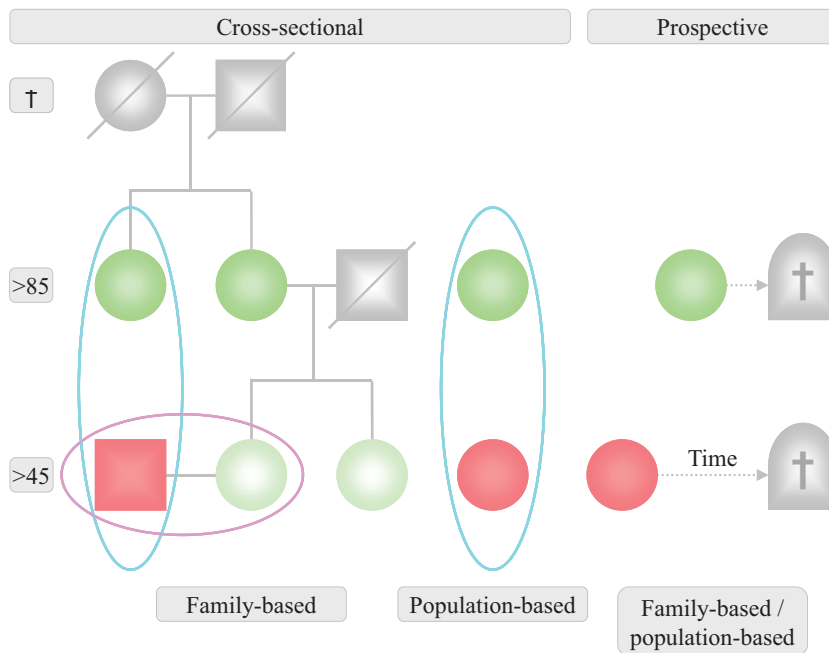 Cross-sectional
Prospective
†
>85
>45
Time
Family-based
Population-based
Family-based /
population-based